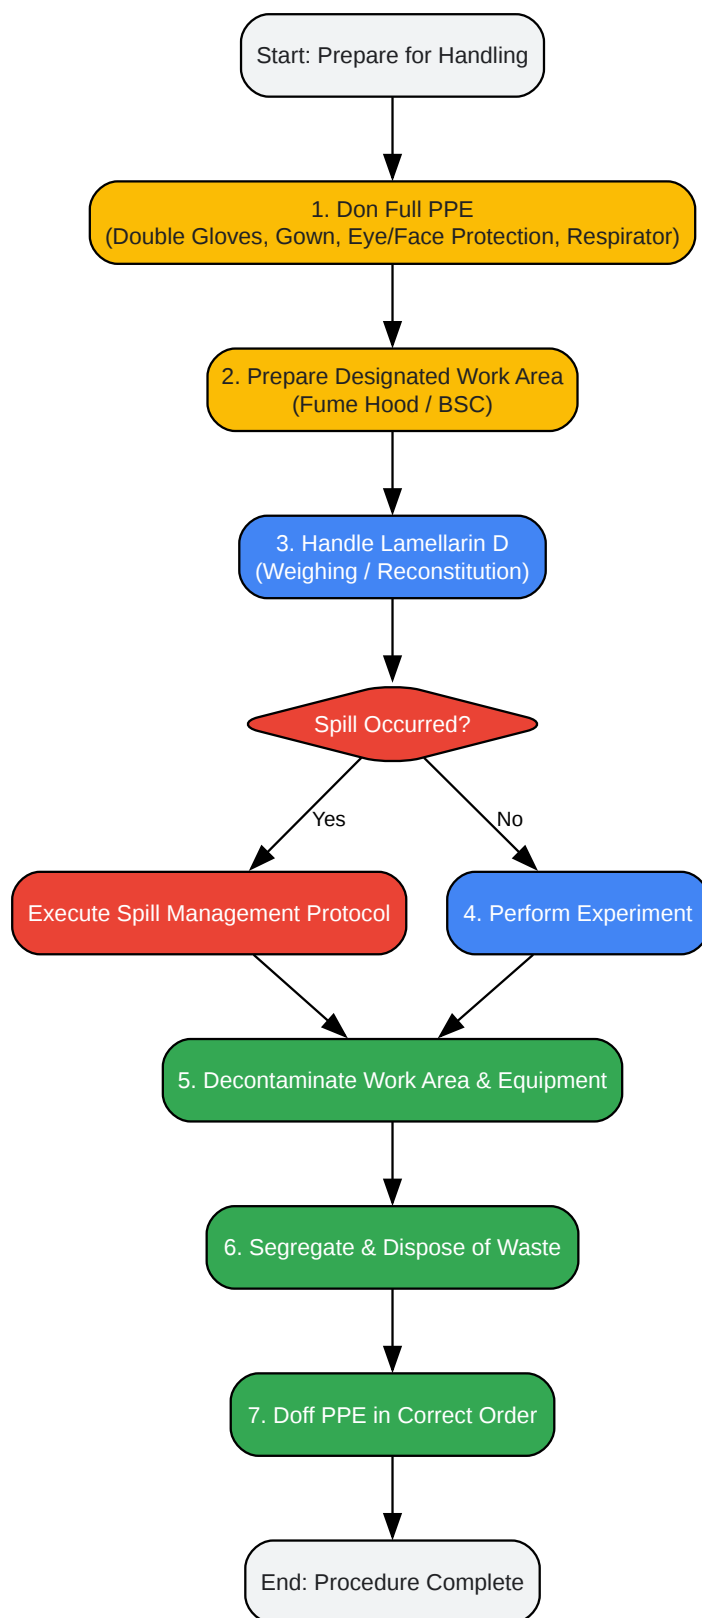 Start: Prepare for Handling
1. Don Full PPE
(Double Gloves, Gown, Eye/Face Protection, Respirator)
2. Prepare Designated Work Area
(Fume Hood / BSC)
3. Handle Lamellarin D
(Weighing / Reconstitution)
Spill Occurred?
Yes
No
Execute Spill Management Protocol
4. Perform Experiment
5. Decontaminate Work Area & Equipment
6. Segregate & Dispose of Waste
7. Doff PPE in Correct Order
End: Procedure Complete